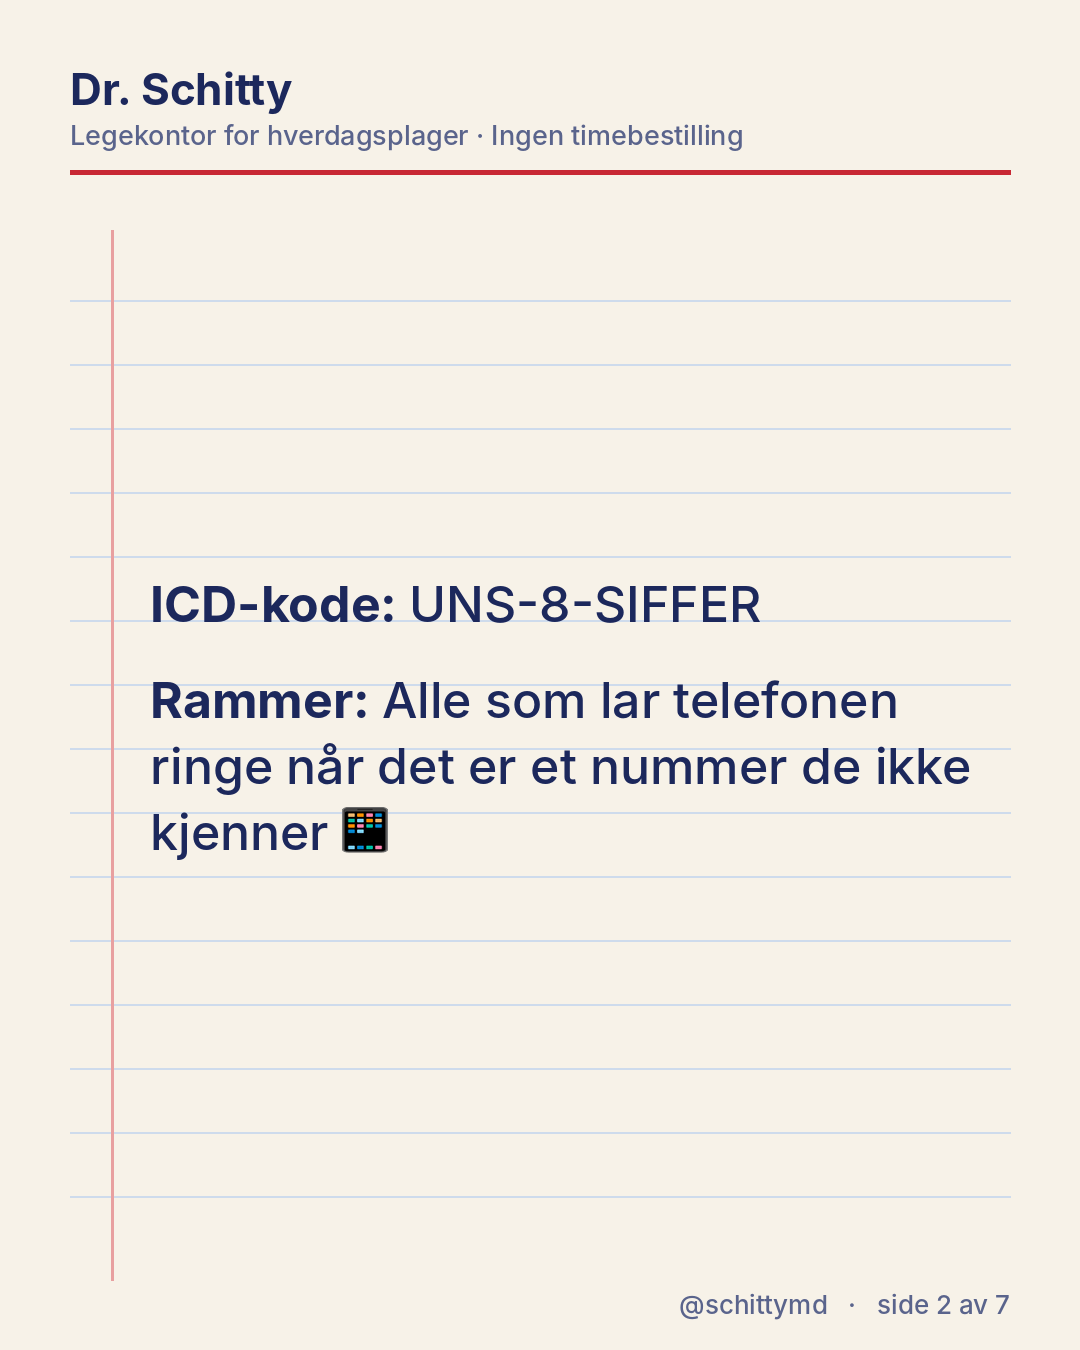 Dr. Schitty
Legekontor for hverdagsplager · Ingen timebestilling
ICD-kode: UNS-8-SIFFER
Rammer: Alle som lar telefonen
ringe når det er et nummer de ikke
kjenner 📱
@schittymd · side 2 av 7